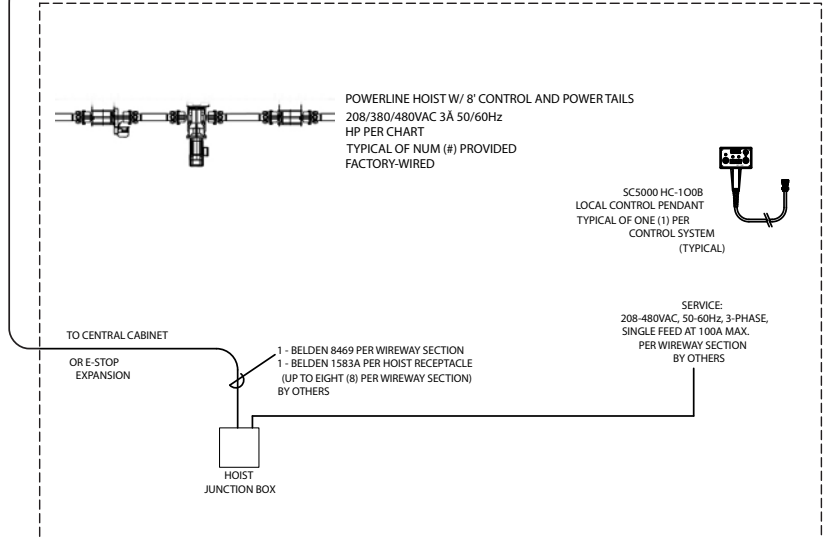 POWERLINE HOIST W/ 8' CONTROL AND POWER TAILS
208/380/480VAC 3Ă 50/60Hz
HP PER CHART
TYPICAL OF NUM (#) PROVIDED
FACTORY-WIRED
SC5000 HC-1O0B
LOCAL CONTROL PENDANT
TYPICAL OF ONE (1) PER
CONTROL SYSTEM
(TYPICAL)
SERVICE:
208-480VAC, 50-60Hz, 3-PHASE,
SINGLE FEED AT 100A MAX.
PER WIREWAY SECTION
BY OTHERS
TO CENTRAL CABINET
OR E-STOP
EXPANSION
1 - BELDEN 8469 PER WIREWAY SECTION
1 - BELDEN 1583A PER HOIST RECEPTACLE
(UP TO EIGHT (8) PER WIREWAY SECTION)
BY OTHERS
HOIST
JUNCTION BOX